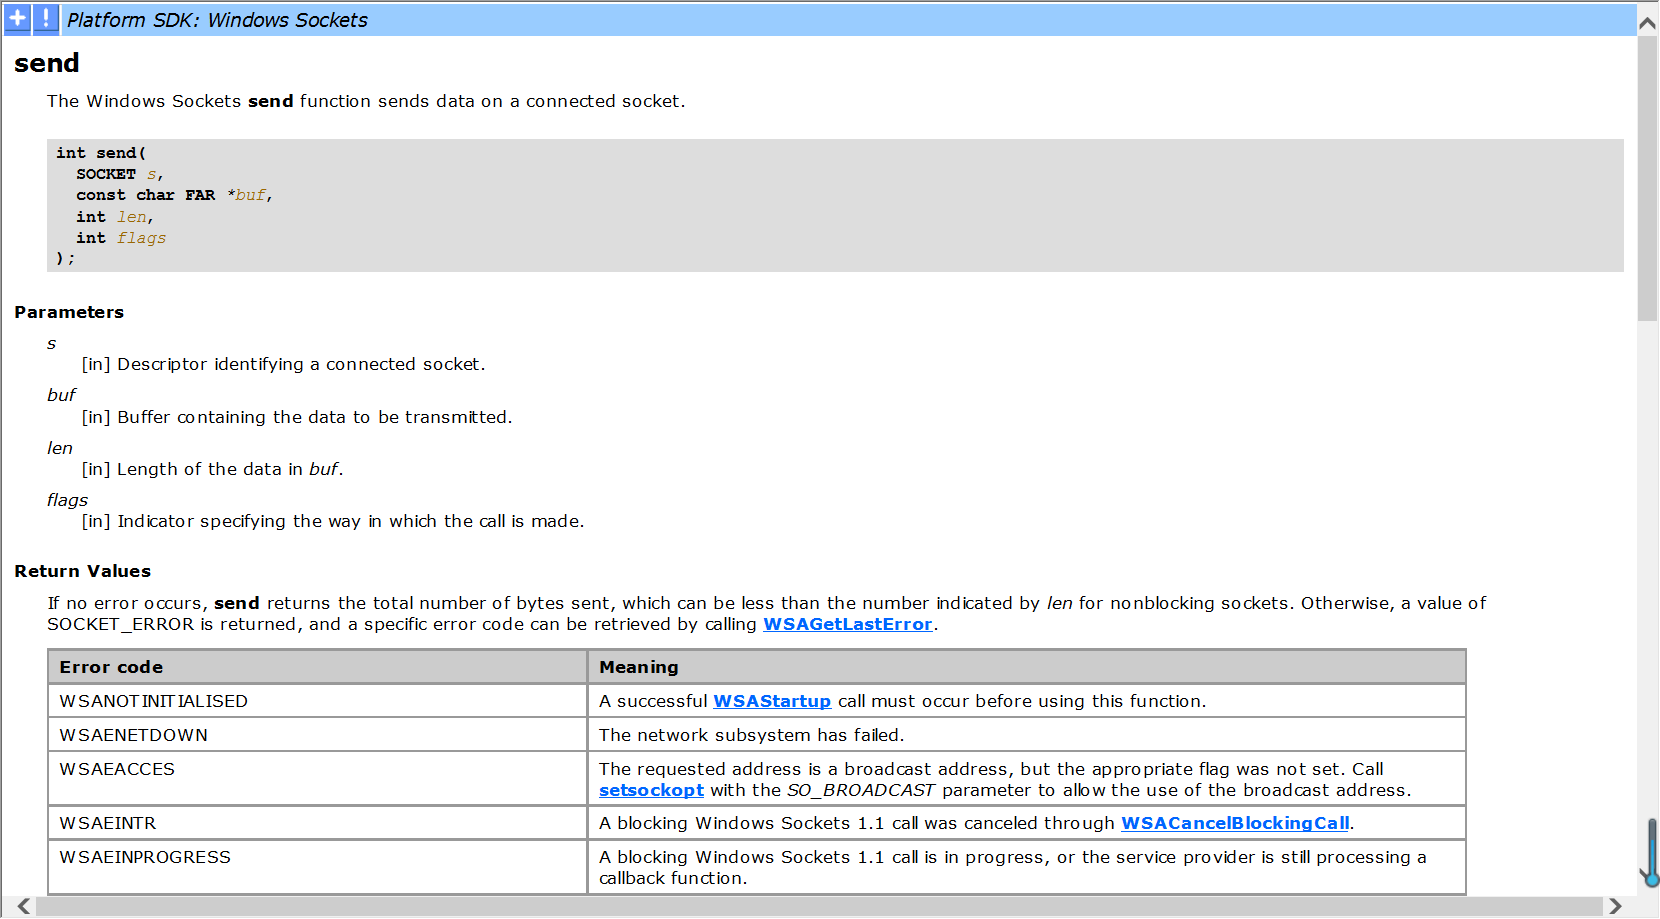 Platform SDK: Windows Sockets
send
The Windows Sockets send function sends data on a connected socket.
int send(
SOCKET s,
const char FAR *buf,
int len,
int flags
);
Parameters
s
[in] Descriptor identifying a connected socket.
buf
[in] Buffer containing the data to be transmitted.
len
[in] Length of the data in buf.
flags
[in] Indicator specifying the way in which the call is made.
Return Values
If no error occurs, send returns the total number of bytes sent, which can be less than the number indicated by len for nonblocking sockets. Otherwise, a value of
SOCKET_ERROR is returned, and a specific error code can be retrieved by calling WSAGetLastError.
Error code Meaning
WSANOTINITIALISED A successful WSAStartup call must occur before using this function.
WSAENETDOWN The network subsystem has failed.
WSAEACCES The requested address is a broadcast address, but the appropriate flag was not set. Call
setsockopt with the SO_BROADCAST parameter to allow the use of the broadcast address.
WSAEINTR A blocking Windows Sockets 1.1 call was canceled through WSACancelBlockingCall.
WSAEINPROGRESS A blocking Windows Sockets 1.1 call is in progress, or the service provider is still processing a
callback function.